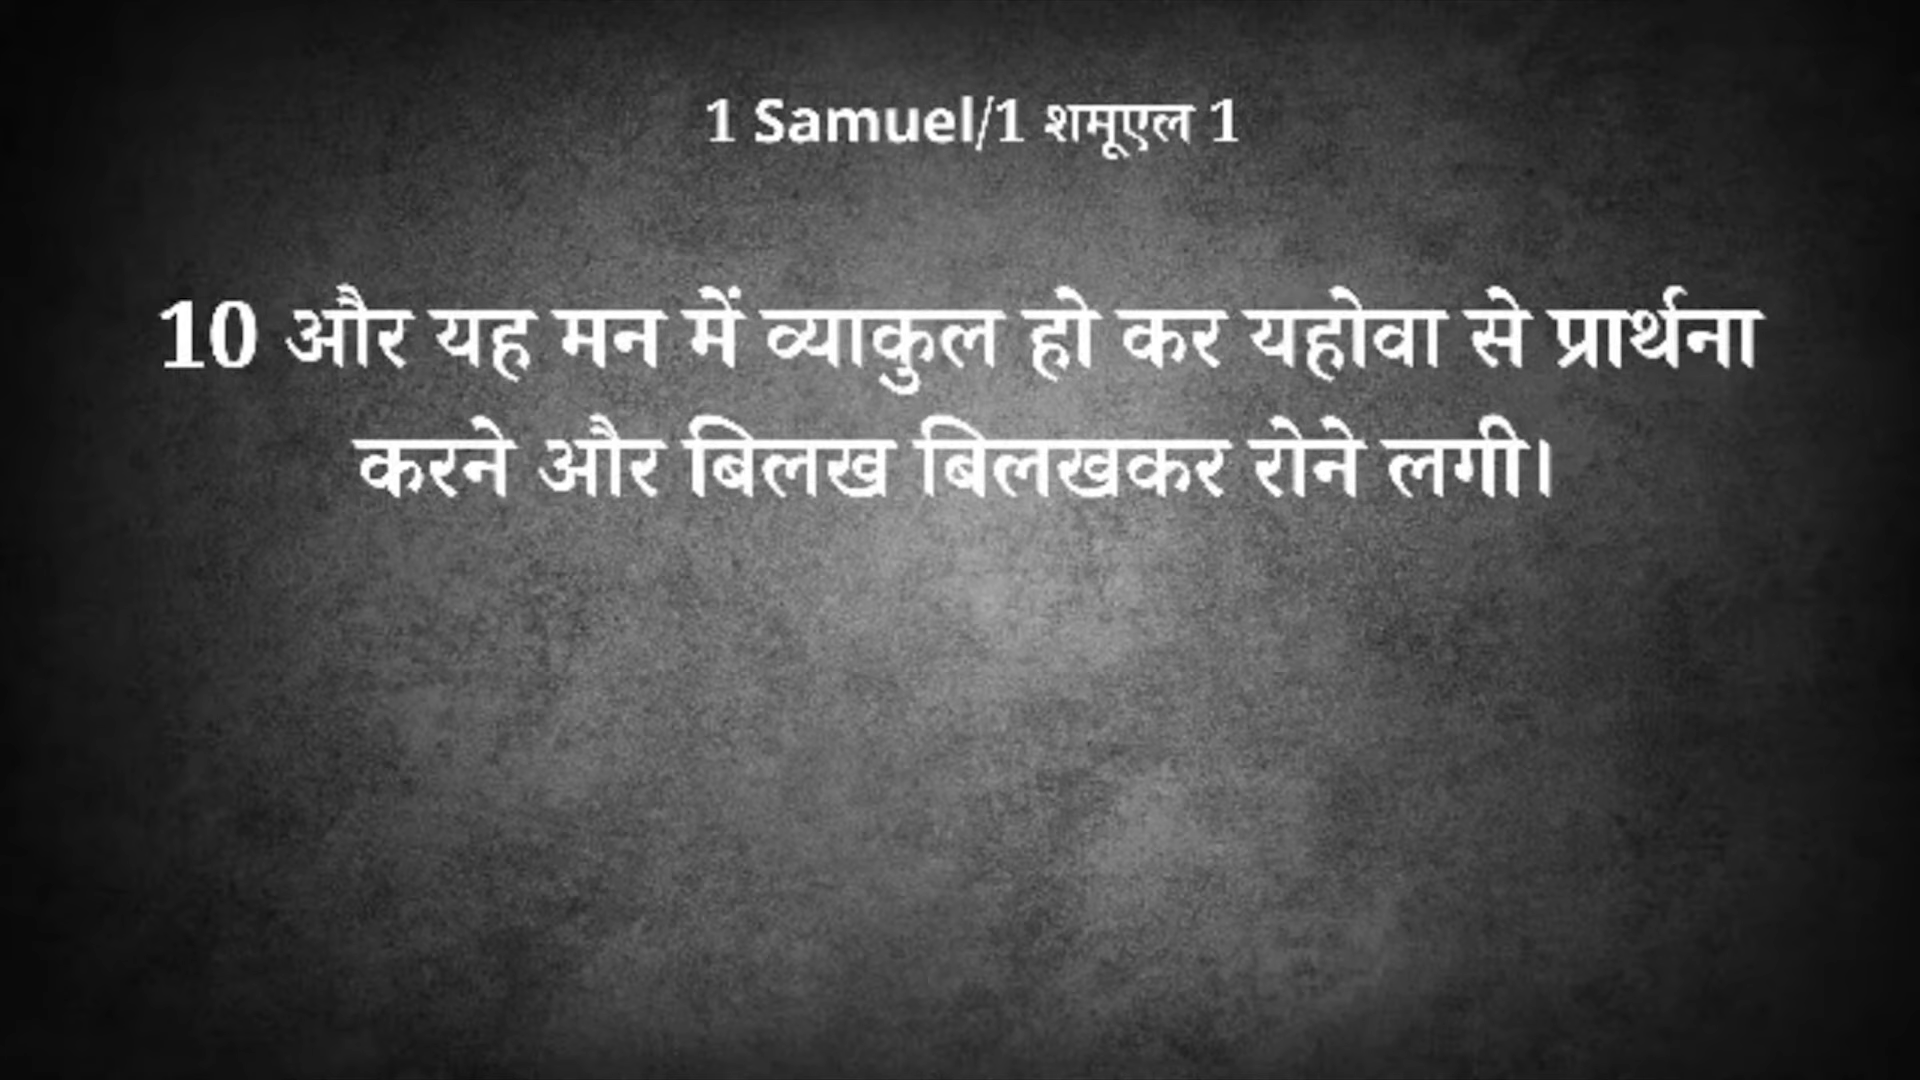 1 Samuel/1 शमूएल 1
10 और यह मन में व्याकुल हो कर यहोवा से प्रार्थना
करने और बिलख बिलखकर रोने लगी।